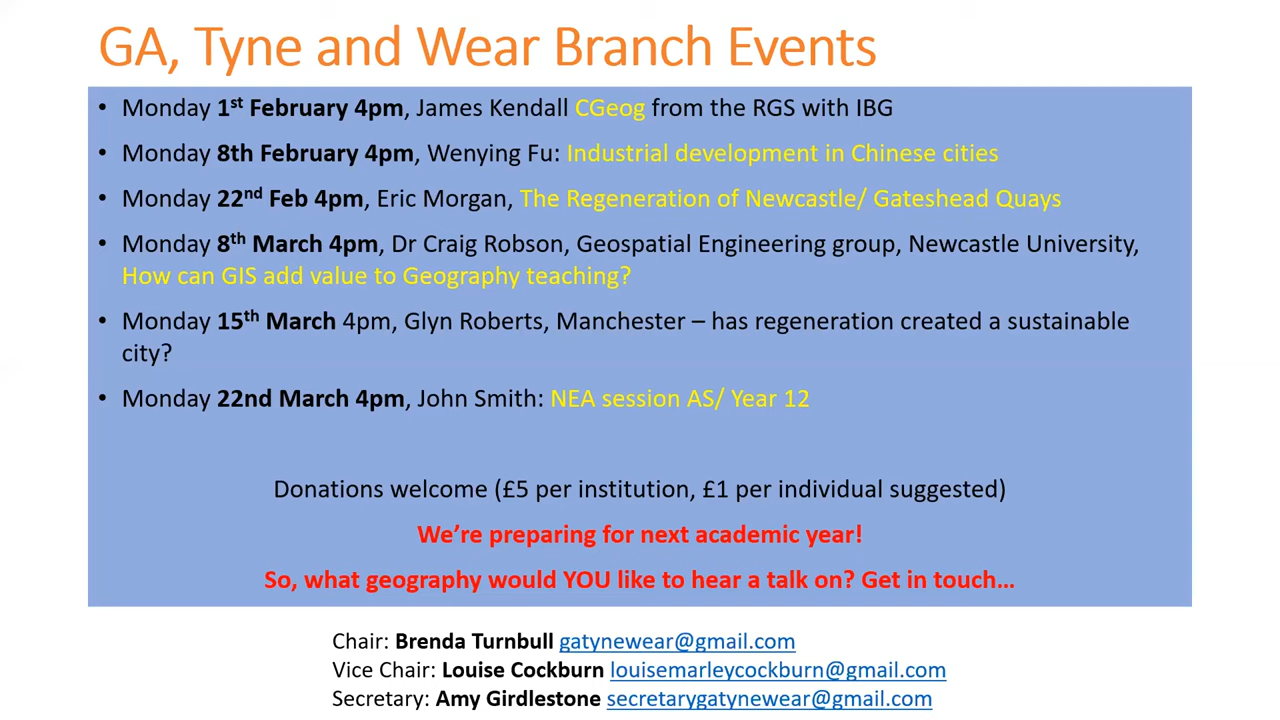 GA, Tyne and Wear Branch Events
• Monday 1st February 4pm, James Kendall CGeog from the RGS with IBG
• Monday 8th February 4pm, Wenying Fu: Industrial development in Chinese cities
• Monday 22nd Feb 4pm, Eric Morgan, The Regeneration of Newcastle/ Gateshead Quays
• Monday 8th March 4pm, Dr Craig Robson, Geospatial Engineering group, Newcastle University,
How can GIS add value to Geography teaching?
• Monday 15th March 4pm, Glyn Roberts, Manchester – has regeneration created a sustainable
city?
• Monday 22nd March 4pm, John Smith: NEA session AS/ Year 12
Donations welcome (£5 per institution, £1 per individual suggested)
We’re preparing for next academic year!
So, what geography would YOU like to hear a talk on? Get in touch…
Chair: Brenda Turnbull gatynewear@gmail.com
Vice Chair: Louise Cockburn louisemarleycockburn@gmail.com
Secretary: Amy Girdlestone secretarygatynewear@gmail.com